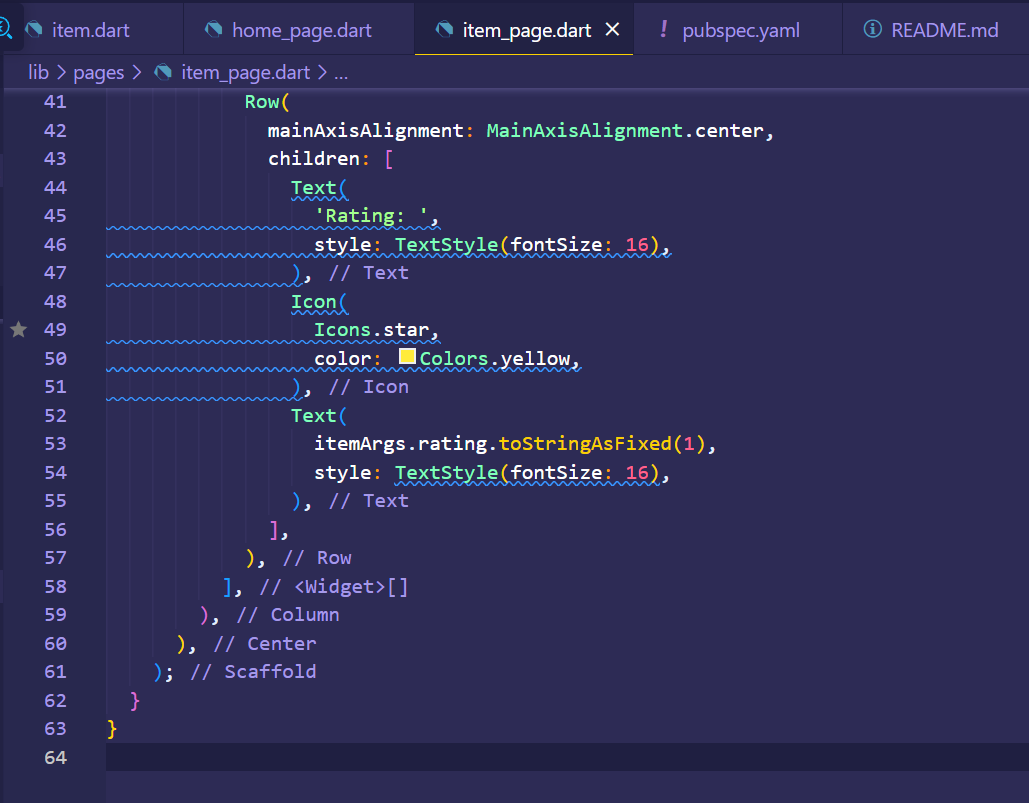 item.dart
home_page.dart
item_page.dart
! pubspec.yaml
README.md
lib > pages > item_page.dart > ...
41 Row(
42 mainAxisAlignment: MainAxisAlignment.center,
43 children: [
44 Text(
45 'Rating: ',
46 style: TextStyle(fontSize: 16),
47 ), // Text
48 Icon(
49 Icons.star,
50 color: Colors.yellow,
51 ), // Icon
52 Text(
53 itemArgs.rating.toStringAsFixed(1),
54 style: TextStyle(fontSize: 16),
55 ), // Text
56 ],
57 ), // Row
58 ], // <Widget>[]
59 ), // Column
60 ), // Center
61 ); // Scaffold
62 }
63 }
64